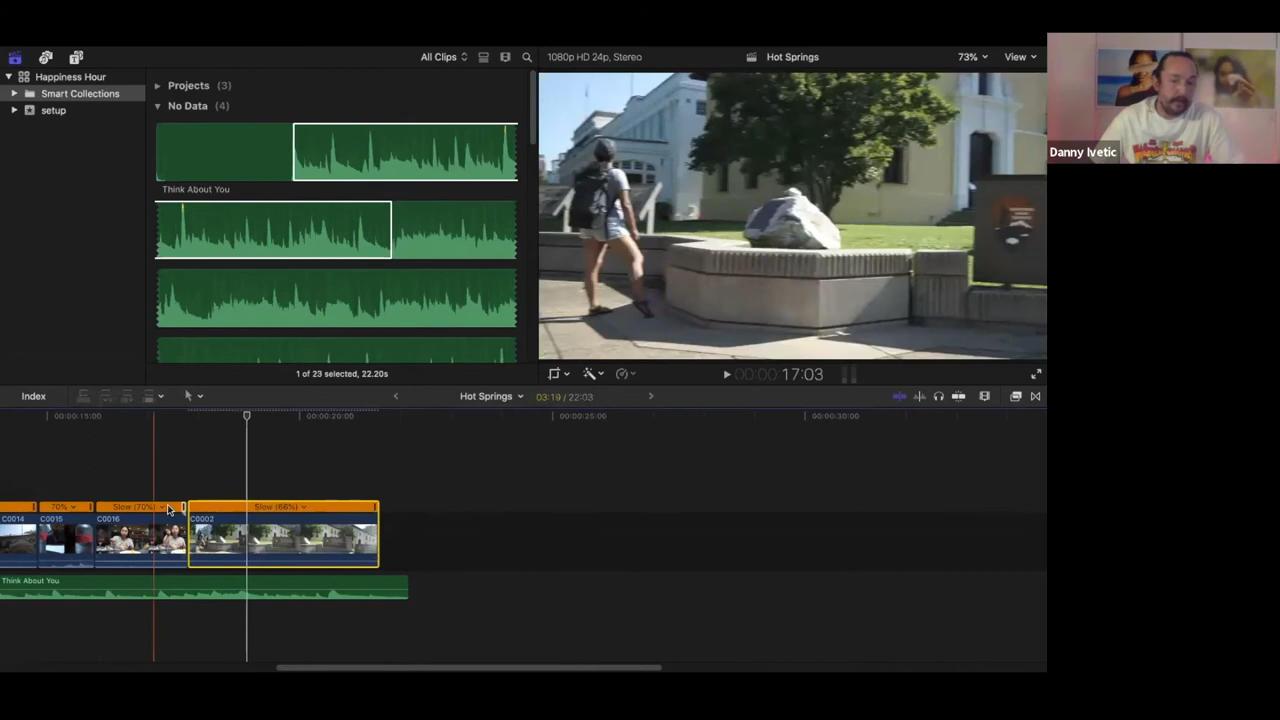 All Clips
1080p HD 24p, Stereo
Hot Springs
73%
View
Happiness Hour
Smart Collections
setup
Projects (3)
No Data (4)
Think About You
1 of 23 selected, 22.20s
00:00:17:03
Danny Ivetic
Index
Hot Springs
03:19 / 22:03
00:00:15:00
00:00:20:00
00:00:25:00
00:00:30:00
70%
Slow (70%)
Slow (66%)
C0014
C0015
C0016
C0002
Think About You